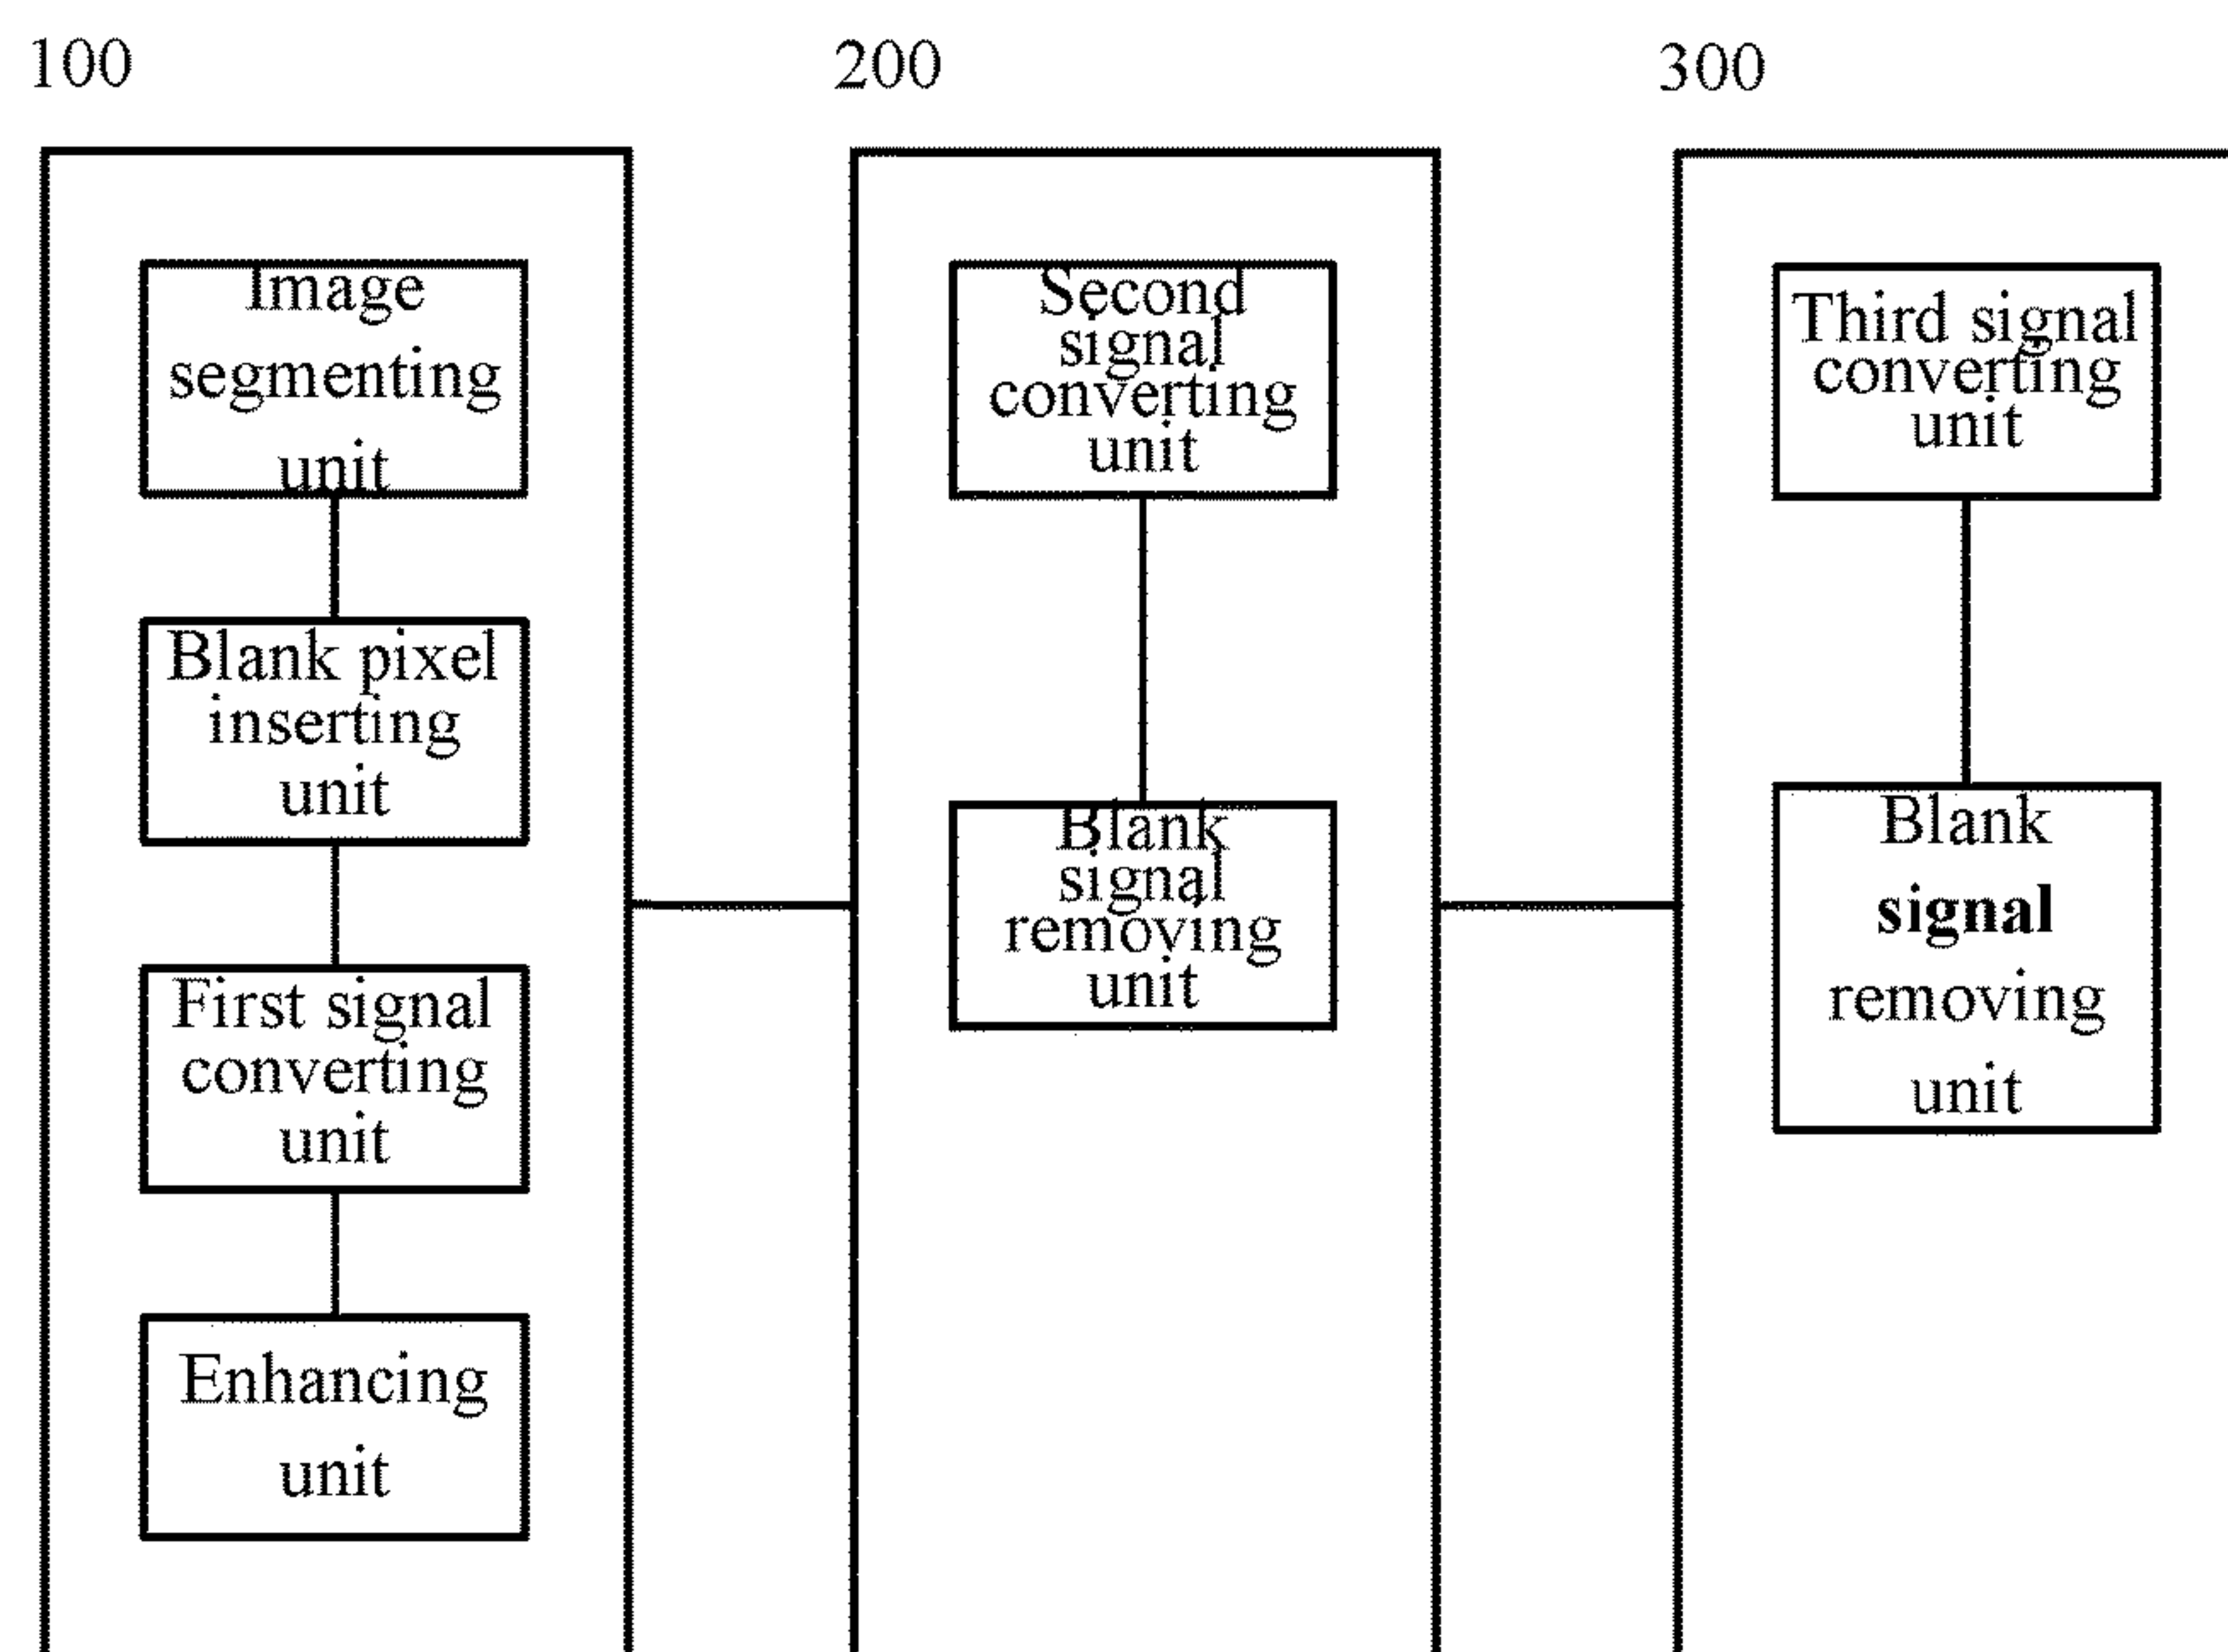 100
200
300
Image
segmenting
unit
Blank pixel
inserting
unit
First signal
converting
unit
Enhancing
unit
Second
signal
converting
unit
Blank
signal
removing
unit
Third signal
converting
unit
Blank
signal
removing
unit